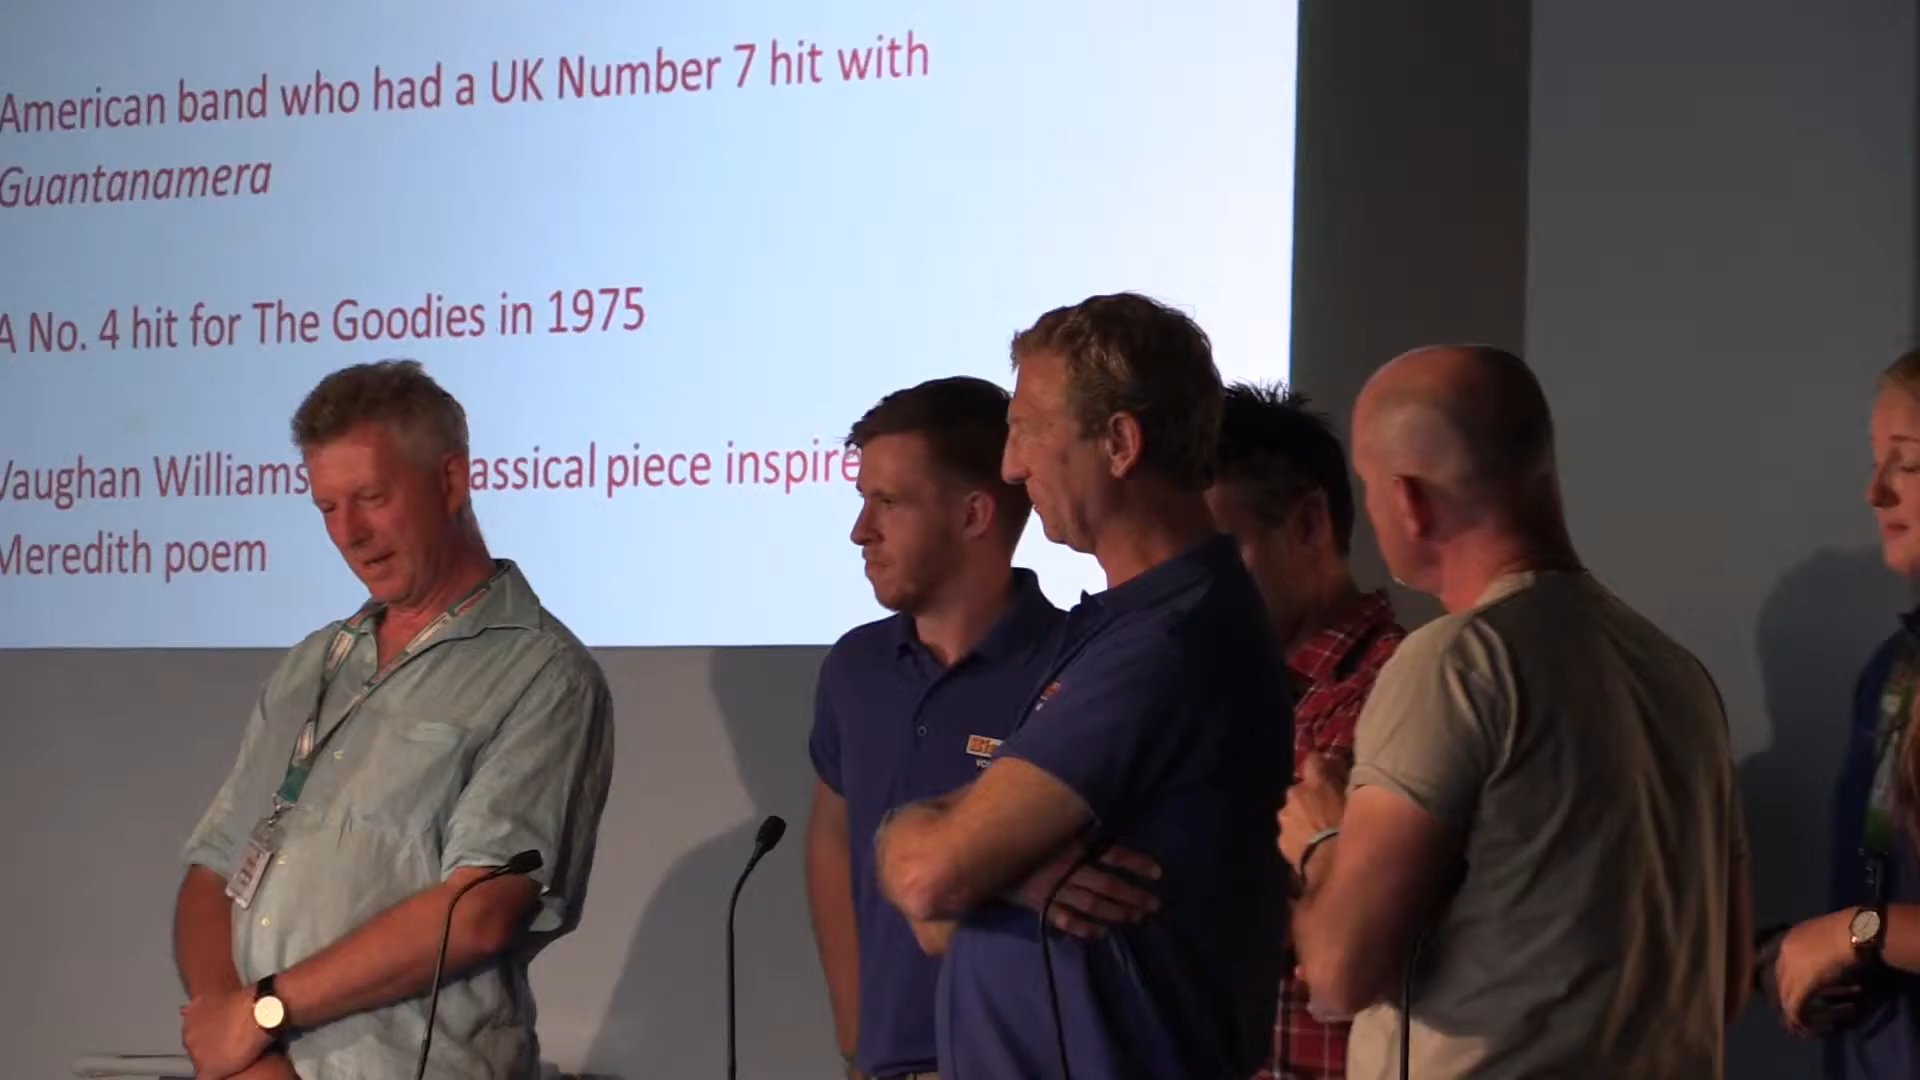 American band who had a UK Number 7 hit with
Guantanamera
A No. 4 hit for The Goodies in 1975
Vaughan Williams assical piece inspire
Meredith poem